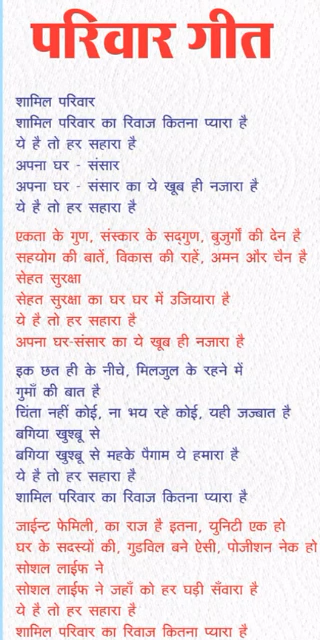 परिवार गीत
शामिल परिवार
शामिल परिवार का रिवाज कितना प्यारा है
ये है तो हर सहारा है
अपना घर - संसार
अपना घर - संसार का ये खूब ही नजारा है
ये है तो हर सहारा है
एकता के गुण, संस्कार के सद्गुण, बुजुर्गों की देन है
सहयोग की बातें, विकास की राहें, अमन और चैन है
सेहत सुरक्षा
सेहत सुरक्षा का घर घर में उजियारा है
ये है तो हर सहारा है
अपना घर-संसार का ये खूब ही नजारा है
इक छत ही के नीचे, मिलजुल के रहने में
गुमाँ की बात है
चिंता नहीं कोई, ना भय रहे कोई, यही जज्बात है
बगिया खुश्बू से
बगिया खुश्बू से महके पैगाम ये हमारा है
ये है तो हर सहारा है
शामिल परिवार का रिवाज कितना प्यारा है
जाईन्ट फेमिली, का राज है इतना, युनिटी एक हो
घर के सदस्यों की, गुडविल बने ऐसी, पोजीशन नेक हो
सोशल लाईफ ने
सोशल लाईफ ने जहाँ को हर घड़ी सँवारा है
ये है तो हर सहारा है
शामिल परिवार का रिवाज कितना प्यारा है